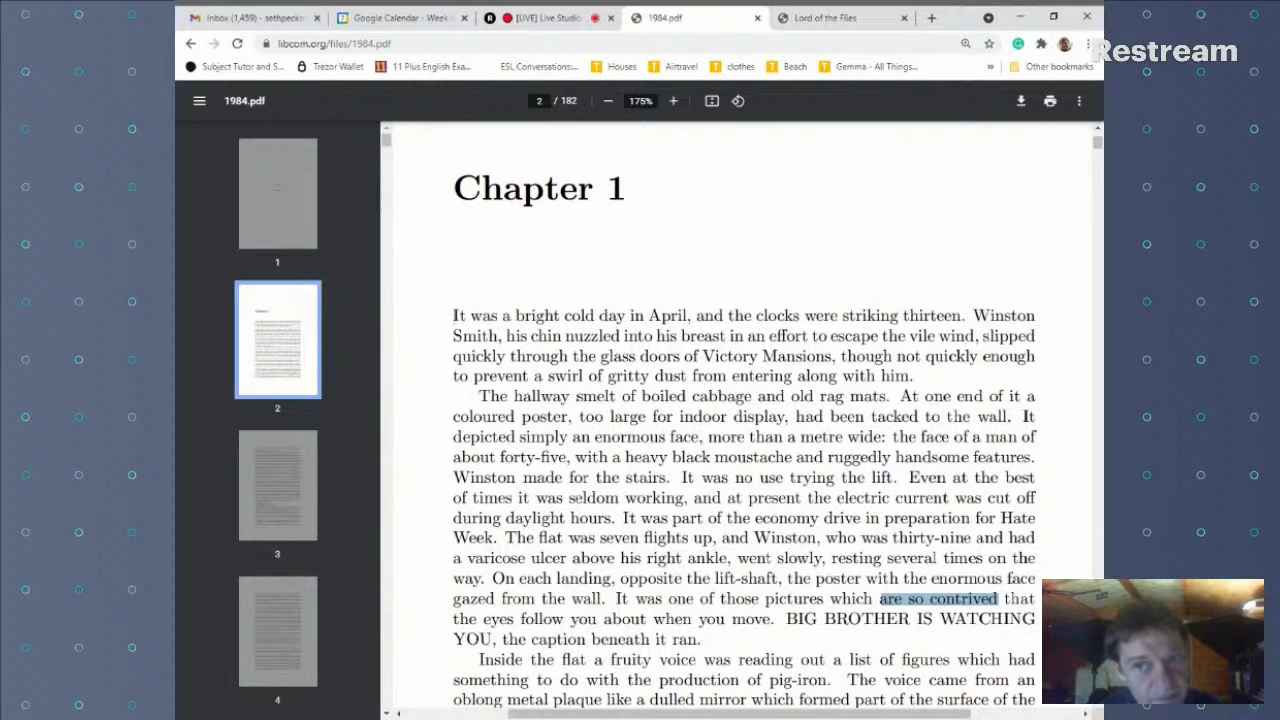 Inbox (1,459) - sethpeckm
Google Calendar - Week
[LIVE] Live Studio
1984.pdf
Lord of the Flies
libcom.org/files/1984.pdf
Restream
Subject Tutor and S...
Trezor Wallet
11 Plus English Exa...
ESL Conversations:...
Houses
Airtravel
clothes
Beach
Gemma - All Things...
»
Other bookmarks
1984.pdf
2 / 182
175%
1
2
3
4
Chapter 1
It was a bright cold day in April, and the clocks were striking thirteen. Winston
Smith, his chin nuzzled into his breast in an effort to escape the vile wind, slipped
quickly through the glass doors of Victory Mansions, though not quickly enough
to prevent a swirl of gritty dust from entering along with him.
The hallway smelt of boiled cabbage and old rag mats. At one end of it a
coloured poster, too large for indoor display, had been tacked to the wall. It
depicted simply an enormous face, more than a metre wide: the face of a man of
about forty-five, with a heavy black moustache and ruggedly handsome features.
Winston made for the stairs. It was no use trying the lift. Even at the best
of times it was seldom working, and at present the electric current was cut off
during daylight hours. It was part of the economy drive in preparation for Hate
Week. The flat was seven flights up, and Winston, who was thirty-nine and had
a varicose ulcer above his right ankle, went slowly, resting several times on the
way. On each landing, opposite the lift-shaft, the poster with the enormous face
gazed from the wall. It was one of those pictures which are so contrived that
the eyes follow you about when you move. BIG BROTHER IS WATCHING
YOU, the caption beneath it ran.
Inside the flat a fruity voice was reading out a list of figures which had
something to do with the production of pig-iron. The voice came from an
oblong metal plaque like a dulled mirror which formed part of the surface of the